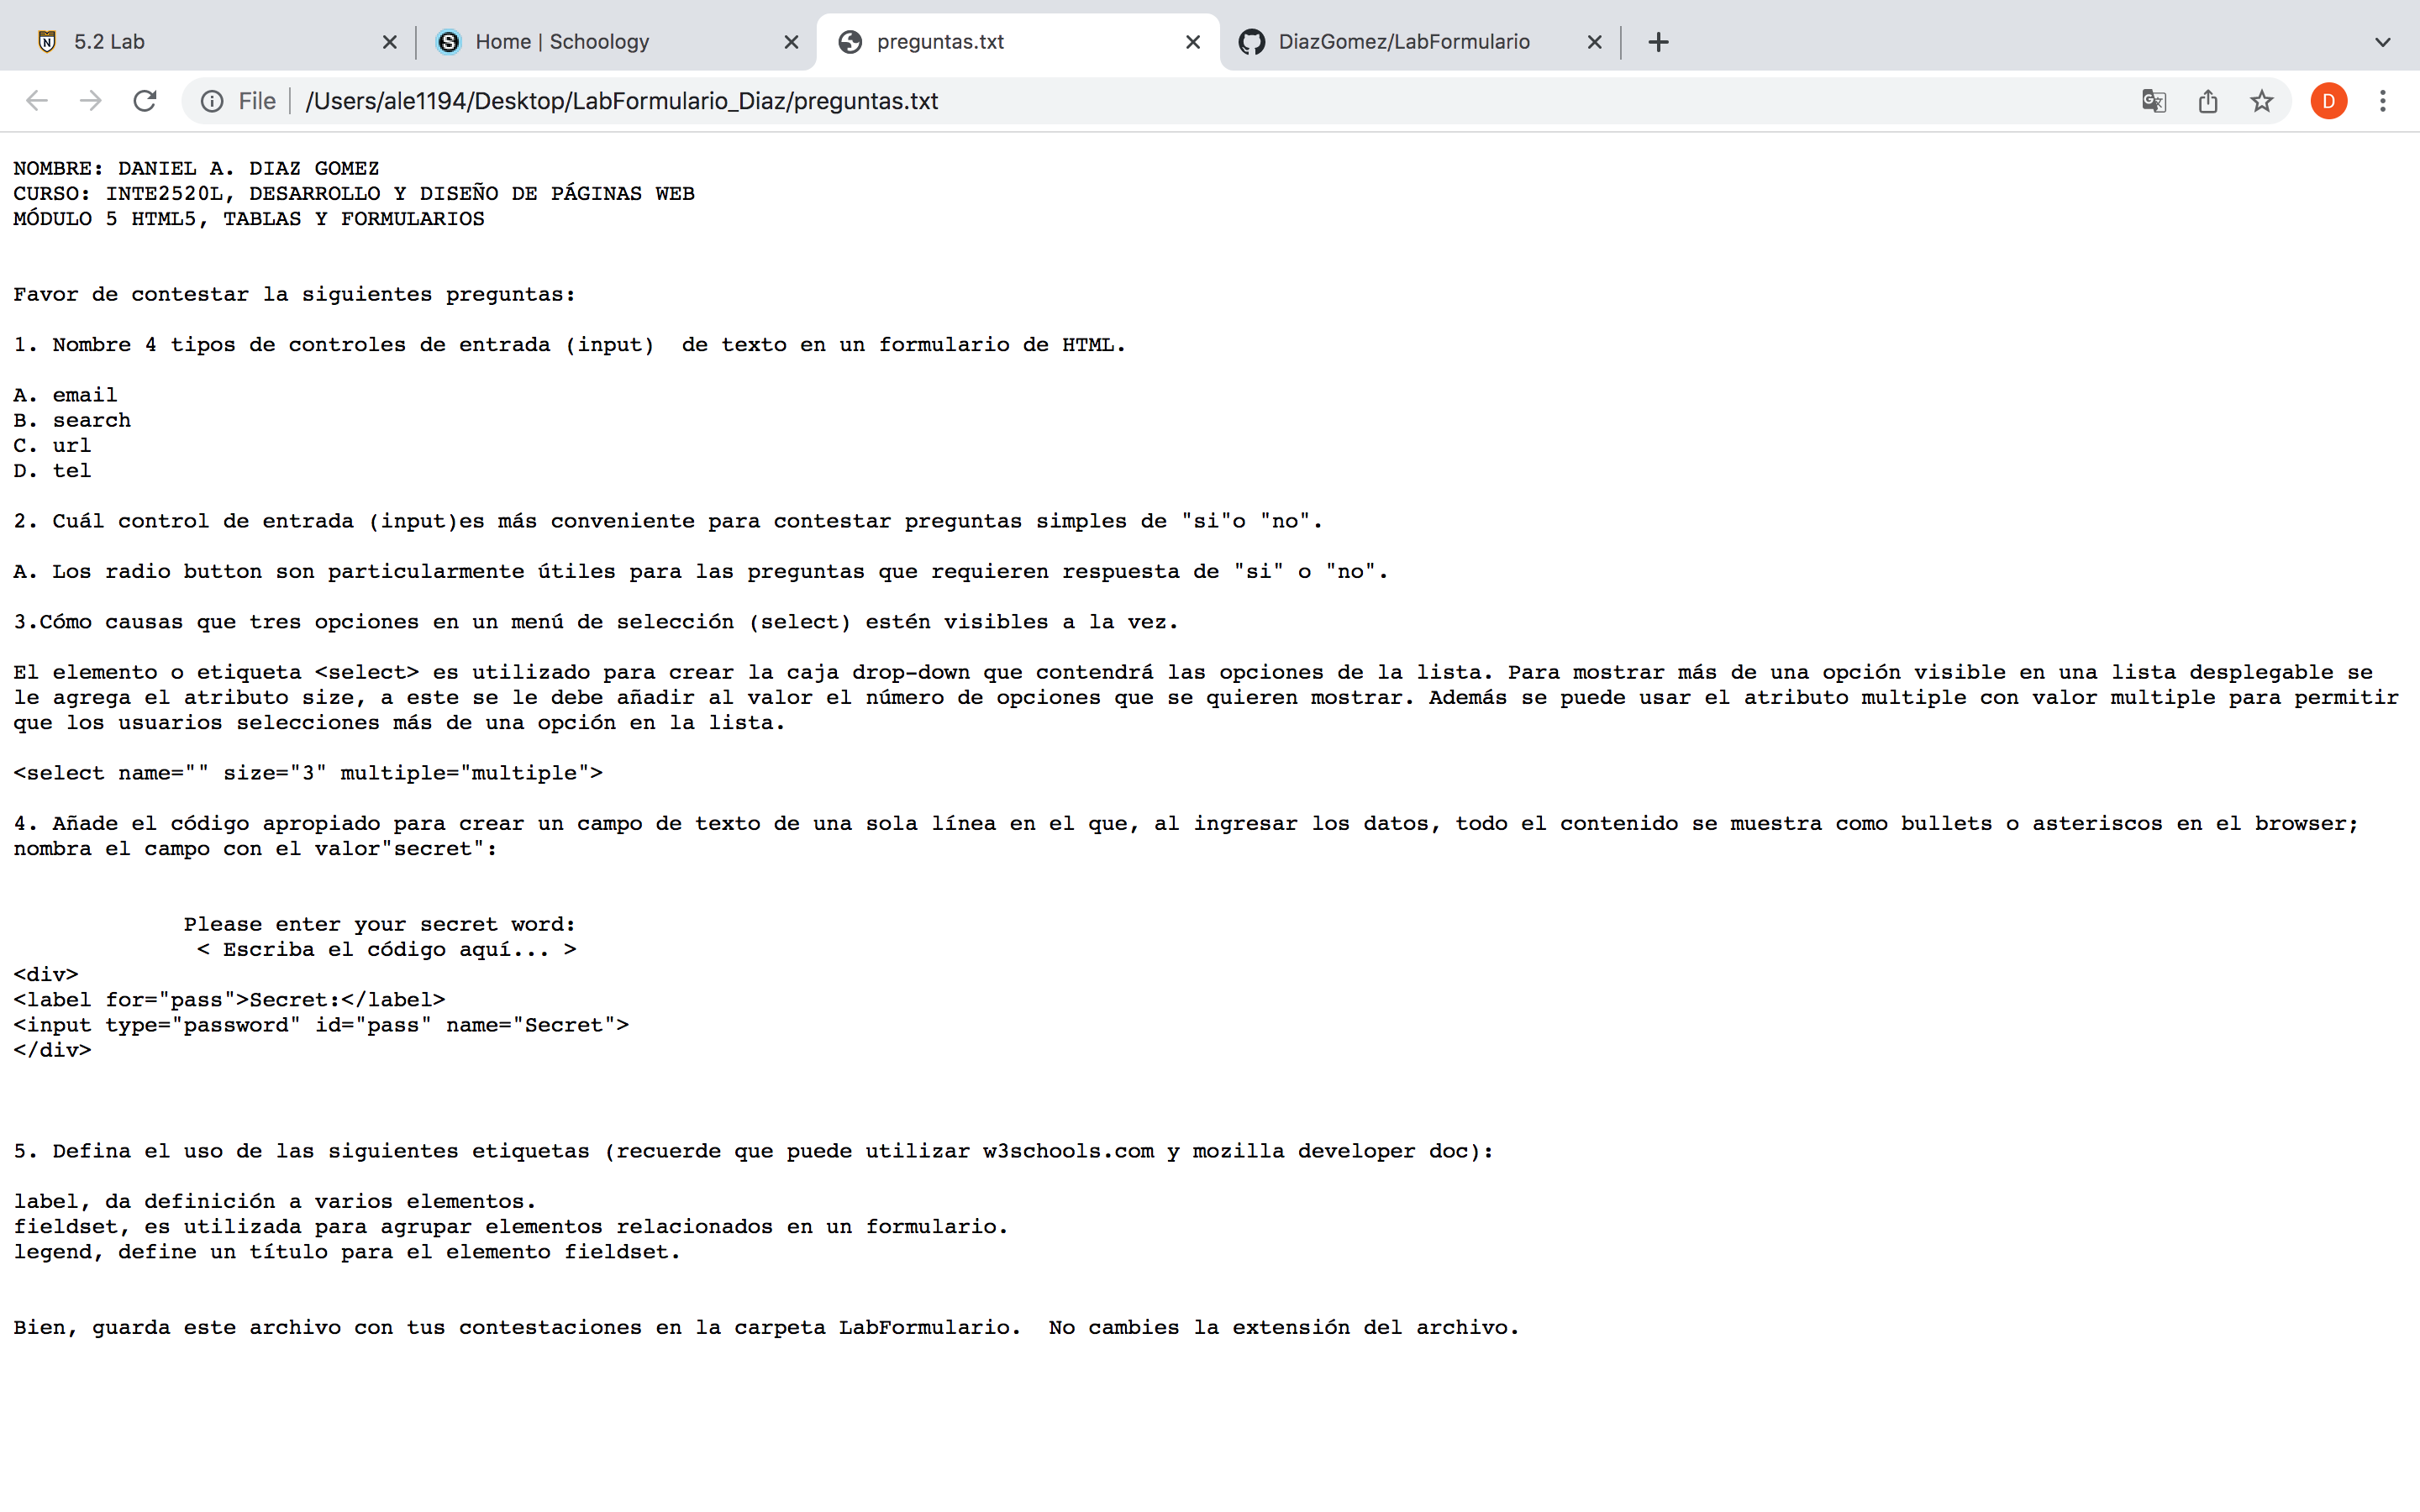 5.2 Lab
Home | Schoology
preguntas.txt
DiazGomez/LabFormulario
File | /Users/ale1194/Desktop/LabFormulario_Diaz/preguntas.txt
D
NOMBRE: DANIEL A. DIAZ GOMEZ
CURSO: INTE2520L, DESARROLLO Y DISEÑO DE PÁGINAS WEB
MÓDULO 5 HTML5, TABLAS Y FORMULARIOS
Favor de contestar la siguientes preguntas:
1. Nombre 4 tipos de controles de entrada (input)  de texto en un formulario de HTML.
A. email
B. search
C. url
D. tel
2. Cuál control de entrada (input)es más conveniente para contestar preguntas simples de "si"o "no".
A. Los radio button son particularmente útiles para las preguntas que requieren respuesta de "si" o "no".
3.Cómo causas que tres opciones en un menú de selección (select) estén visibles a la vez.
El elemento o etiqueta <select> es utilizado para crear la caja drop-down que contendrá las opciones de la lista. Para mostrar más de una opción visible en una lista desplegable se
le agrega el atributo size, a este se le debe añadir al valor el número de opciones que se quieren mostrar. Además se puede usar el atributo multiple con valor multiple para permitir
que los usuarios selecciones más de una opción en la lista.
<select name="" size="3" multiple="multiple">
4. Añade el código apropiado para crear un campo de texto de una sola línea en el que, al ingresar los datos, todo el contenido se muestra como bullets o asteriscos en el browser;
nombra el campo con el valor"secret":
Please enter your secret word:
< Escriba el código aquí... >
<div>
<label for="pass">Secret:</label>
<input type="password" id="pass" name="Secret">
</div>
5. Defina el uso de las siguientes etiquetas (recuerde que puede utilizar w3schools.com y mozilla developer doc):
label, da definición a varios elementos.
fieldset, es utilizada para agrupar elementos relacionados en un formulario.
legend, define un título para el elemento fieldset.
Bien, guarda este archivo con tus contestaciones en la carpeta LabFormulario.  No cambies la extensión del archivo.